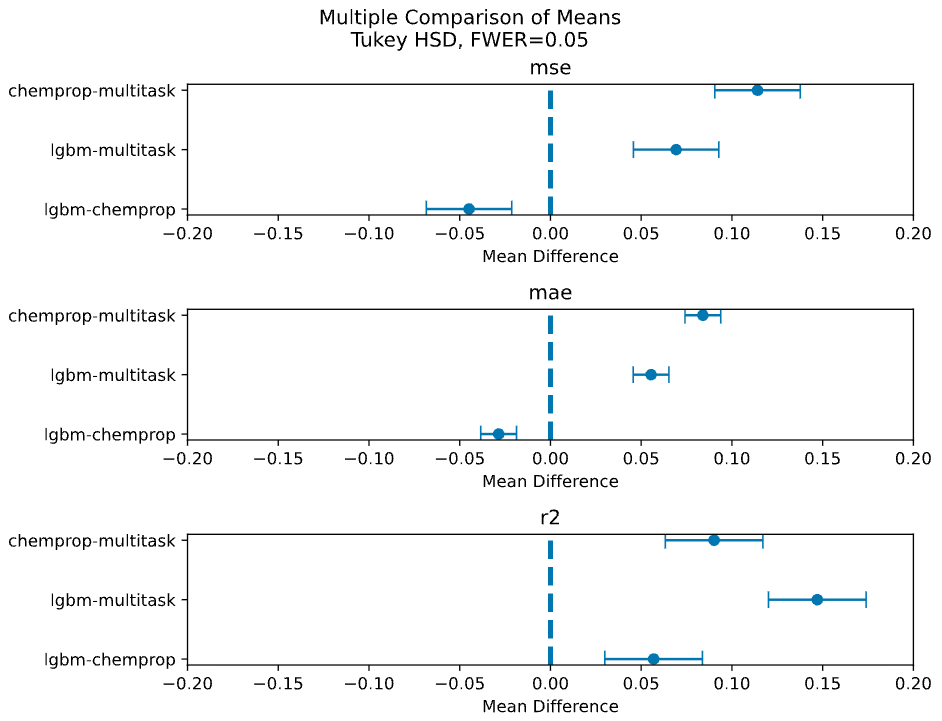 Multiple Comparison of Means
Tukey HSD, FWER=0.05
mse
chemprop-multitask
lgbm-multitask
lgbm-chemprop
−0.20 −0.15 −0.10 −0.05 0.00 0.05 0.10 0.15 0.20
Mean Difference
mae
chemprop-multitask
lgbm-multitask
lgbm-chemprop
−0.20 −0.15 −0.10 −0.05 0.00 0.05 0.10 0.15 0.20
Mean Difference
r2
chemprop-multitask
lgbm-multitask
lgbm-chemprop
−0.20 −0.15 −0.10 −0.05 0.00 0.05 0.10 0.15 0.20
Mean Difference